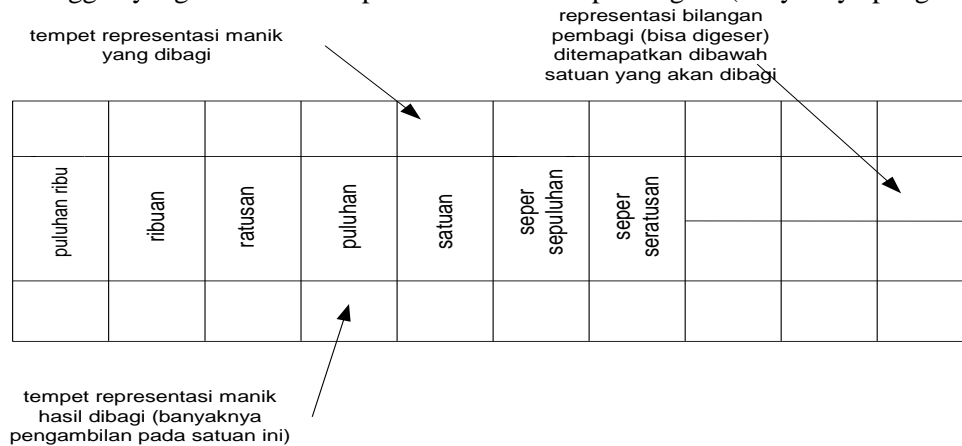 representasi bilangan
pembagi (bisa digeser)
ditemapatkan dibawah
satuan yang akan dibagi
tempet representasi manik
yang dibagi
puluhan ribu
ribuan
ratusan
puluhan
satuan
seper
sepuluhan
seper
seratusan
tempet representasi manik
hasil dibagi (banyaknya
pengambilan pada satuan ini)